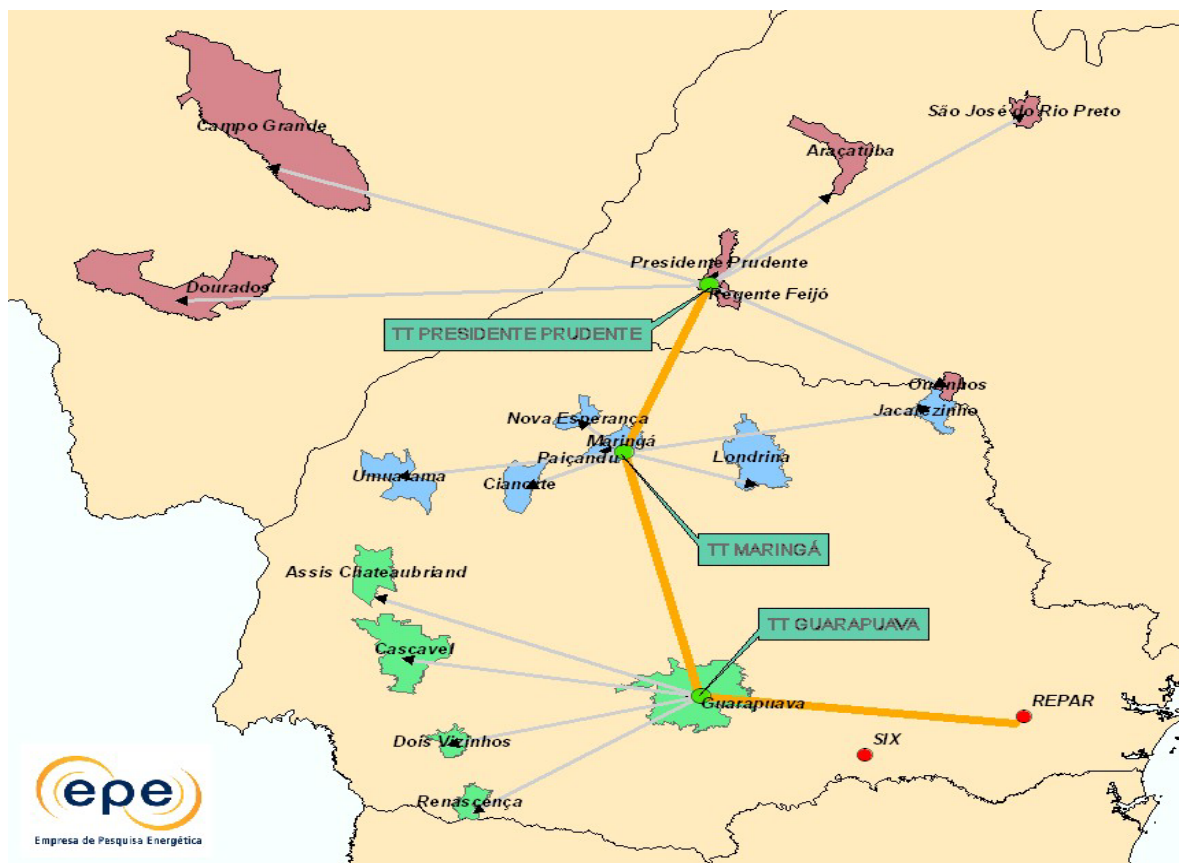 São José do Rio Preto
Campo Grande
Araçatuba
Presidente Prudente
Dourados
Regente Feijó
TT PRESIDENTE PRUDENTE
Ourinhos
Jacarezinho
Nova Esperança
Maringá
Paiçandu
Londrina
Umuarama
Cianorte
TT MARINGÁ
Assis Chateaubriand
TT GUARAPUAVA
Cascavel
Guarapuava
REPAR
Dois Vizinhos
SIX
Renascença
epe
Empresa de Pesquisa Energética